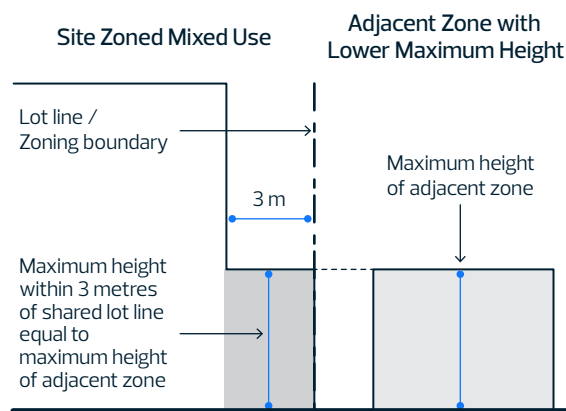 Site Zoned Mixed Use
Adjacent Zone with
Lower Maximum Height
Lot line /
Zoning boundary
Maximum height
of adjacent zone
3 m
Maximum height
within 3 metres
of shared lot line
equal to
maximum height
of adjacent zone